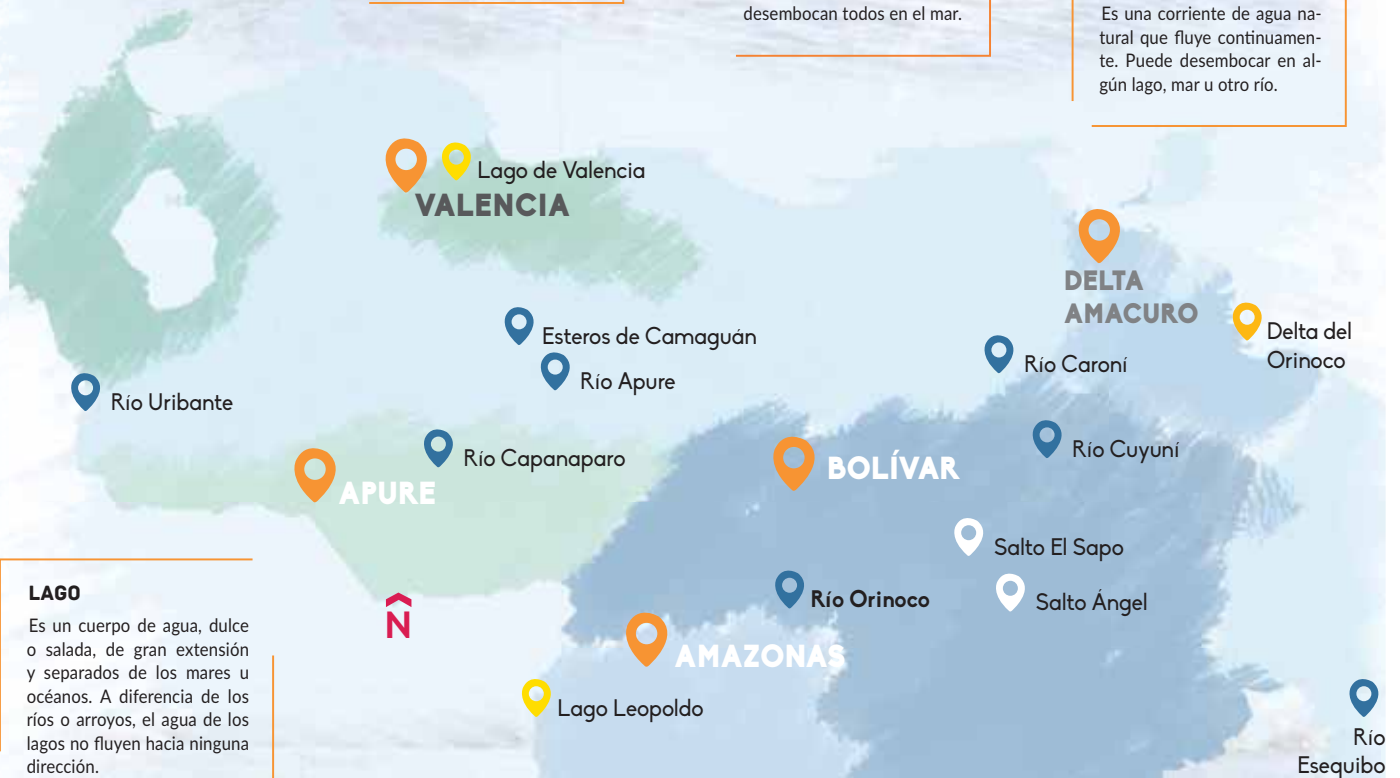 desembocan todos en el mar.
Es una corriente de agua na-
tural que fluye continuamen-
te. Puede desembocar en al-
gún lago, mar u otro río.
Lago de Valencia
VALENCIA
DELTA
AMACURO
Delta del
Orinoco
Esteros de Camaguán
Río Apure
Río Caroní
Río Uribante
Río Capanaparo
APURE
BOLÍVAR
Río Cuyuní
Salto El Sapo
Salto Ángel
Río Orinoco
AMAZONAS
Lago Leopoldo
N
LAGO
Es un cuerpo de agua, dulce
o salada, de gran extensión
y separados de los mares u
océanos. A diferencia de los
ríos o arroyos, el agua de los
lagos no fluyen hacia ninguna
dirección.
Río
Esequibo